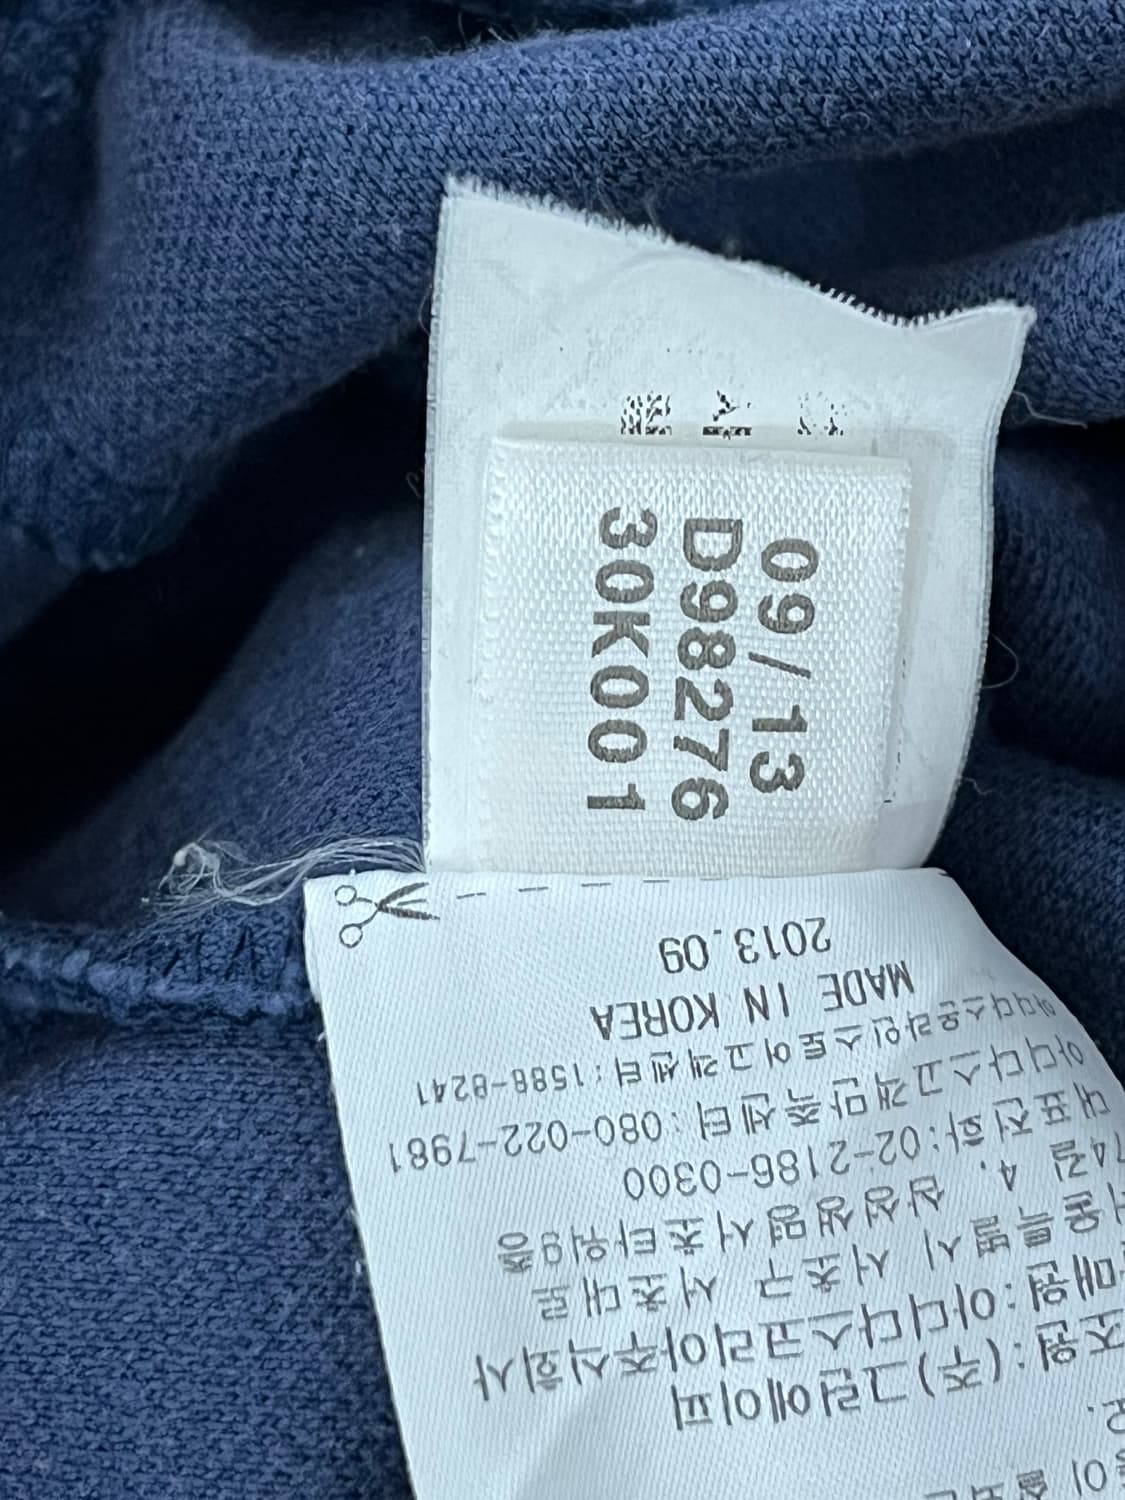 09/13
D98276
30K001
요.
조원:(주)그린에이피
매원:아디다스코리아주식회사
울특별시 서초구 서초대로
74길 4. 삼성생명서초타워9층
대표전화:02-2186-0300
아디다스고객만족센터:080-022-7981
아디다스온라인스토어고객센터:1588-8241
MADE IN KOREA
2013.09